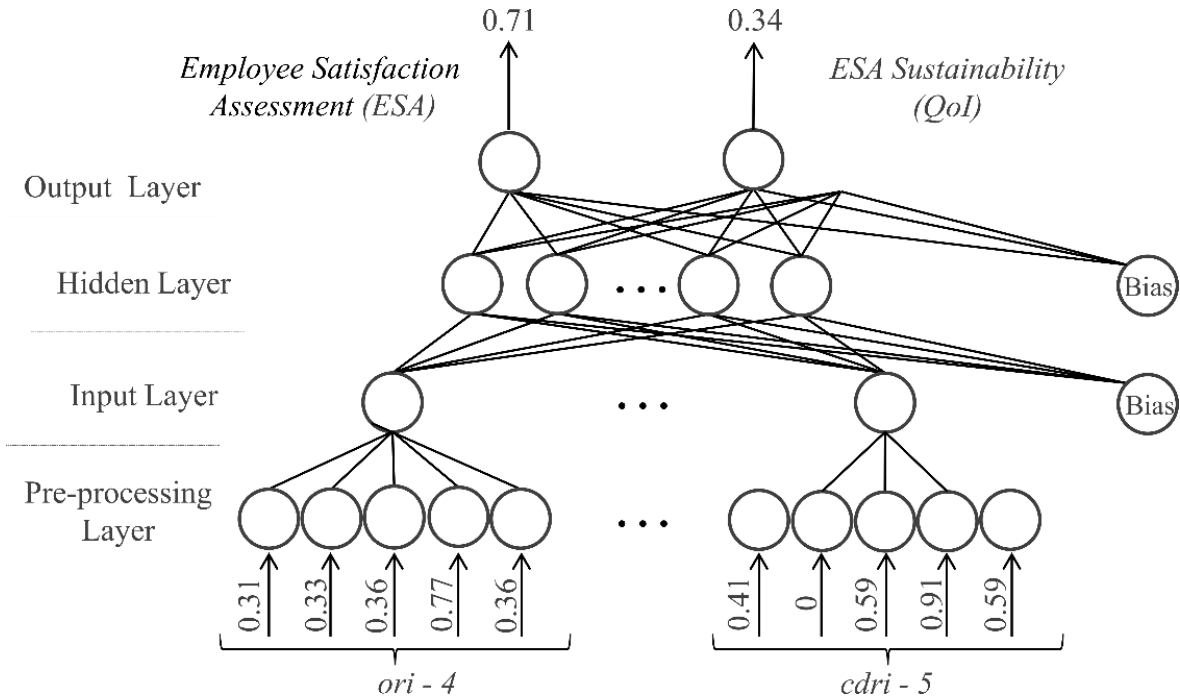 0.71
0.34
Employee Satisfaction
Assessment (ESA)
ESA Sustainability
(QoI)
Output Layer
Hidden Layer
Bias
Input Layer
Bias
Pre-processing
Layer
0.31
0.33
0.36
0.77
0.36
0.41
0
0.59
0.91
0.59
ori - 4
cdri - 5